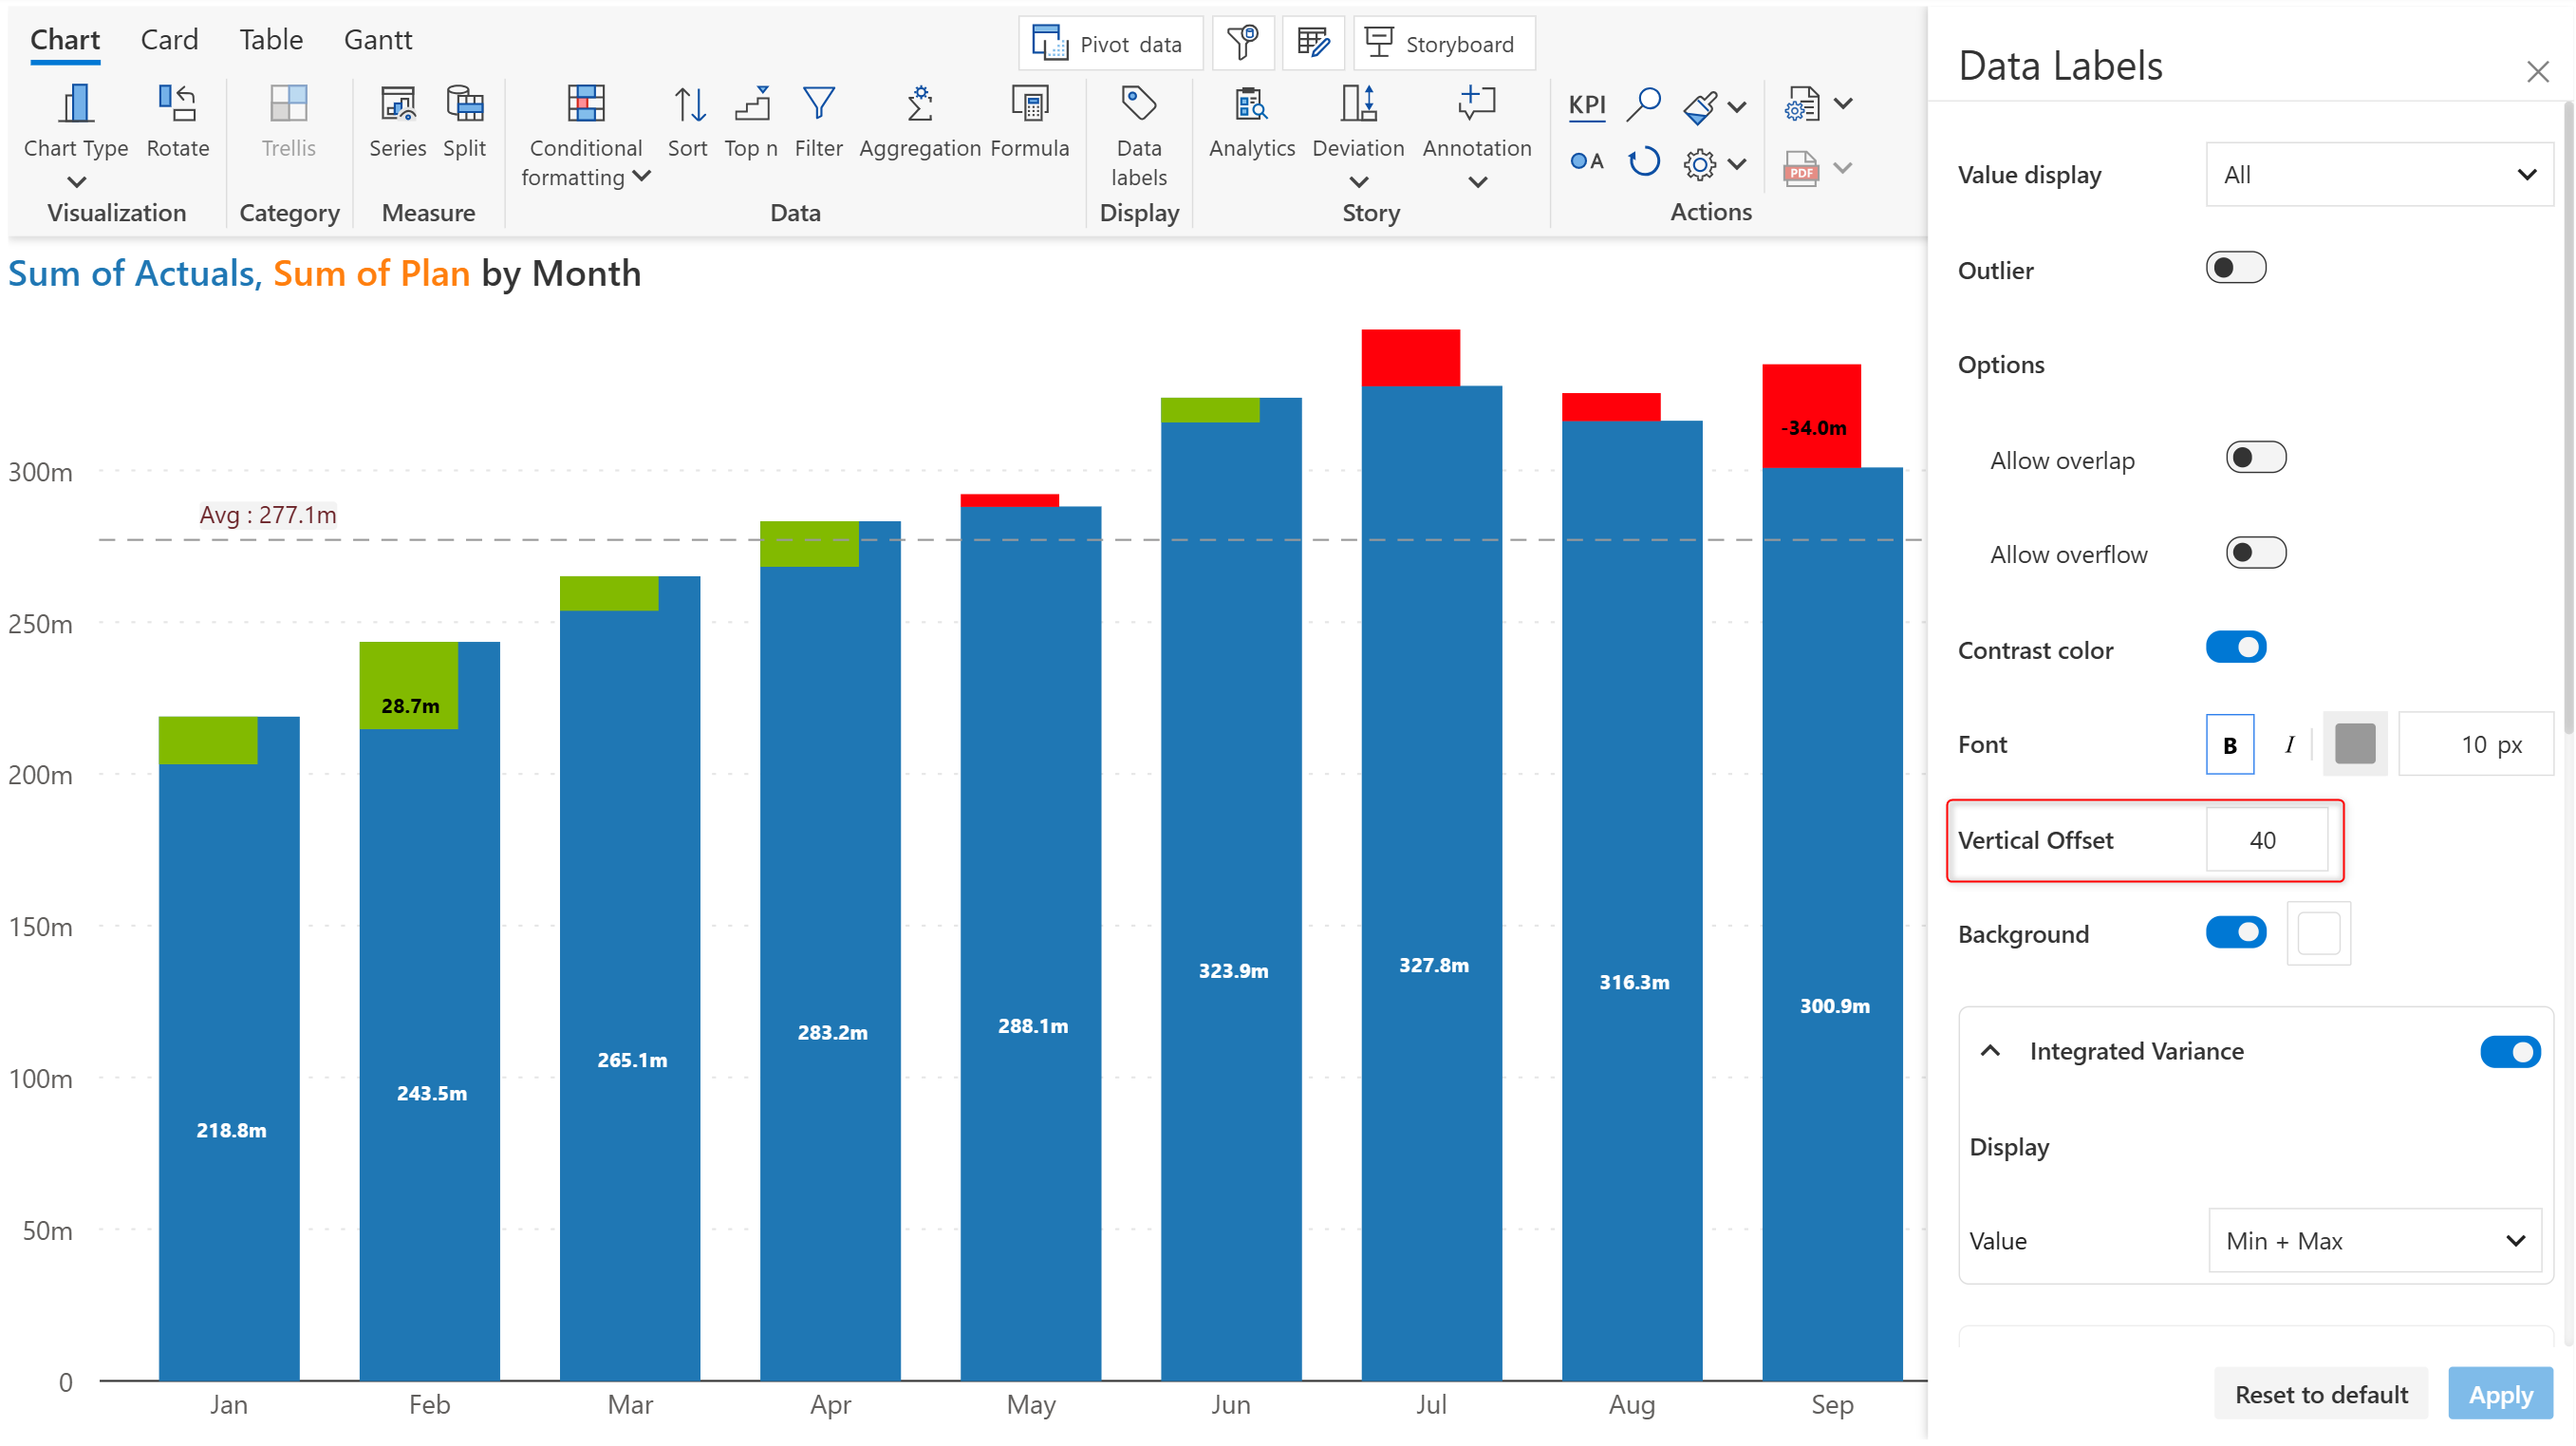 Chart Card Table Gantt
Pivot data
Storyboard
Chart Type
Rotate
Visualization
Trellis
Category
Series
Split
Measure
Conditional
formatting
Sort
Top n
Filter
Aggregation
Formula
Data
Data
labels
Display
Analytics
Deviation
Annotation
Story
KPI
A
PDF
Actions
Sum of Actuals, Sum of Plan by Month
300m
250m
200m
150m
100m
50m
0
Avg : 277.1m
28.7m
-34.0m
218.8m
243.5m
265.1m
283.2m
288.1m
323.9m
327.8m
316.3m
300.9m
Jan Feb Mar Apr May Jun Jul Aug Sep
Data Labels
Value display All
Outlier
Options
Allow overlap
Allow overflow
Contrast color
Font B I 10 px
Vertical Offset 40
Background
Integrated Variance
Display
Value Min + Max
Reset to default Apply